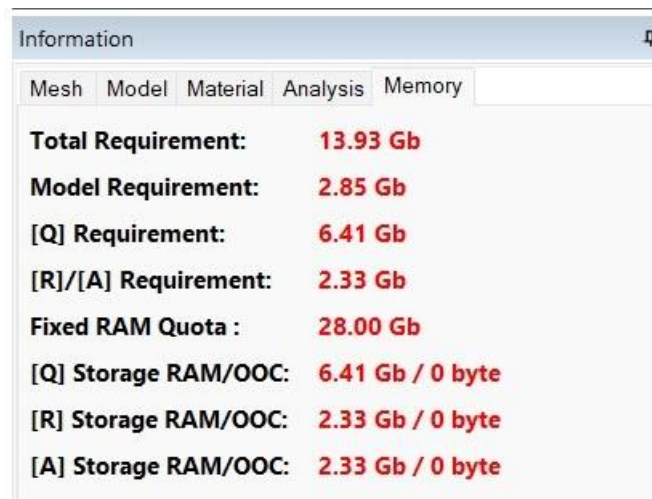 Information
Mesh Model Material Analysis Memory
Total Requirement: 13.93 Gb
Model Requirement: 2.85 Gb
[Q] Requirement: 6.41 Gb
[R]/[A] Requirement: 2.33 Gb
Fixed RAM Quota : 28.00 Gb
[Q] Storage RAM/OOC: 6.41 Gb / 0 byte
[R] Storage RAM/OOC: 2.33 Gb / 0 byte
[A] Storage RAM/OOC: 2.33 Gb / 0 byte